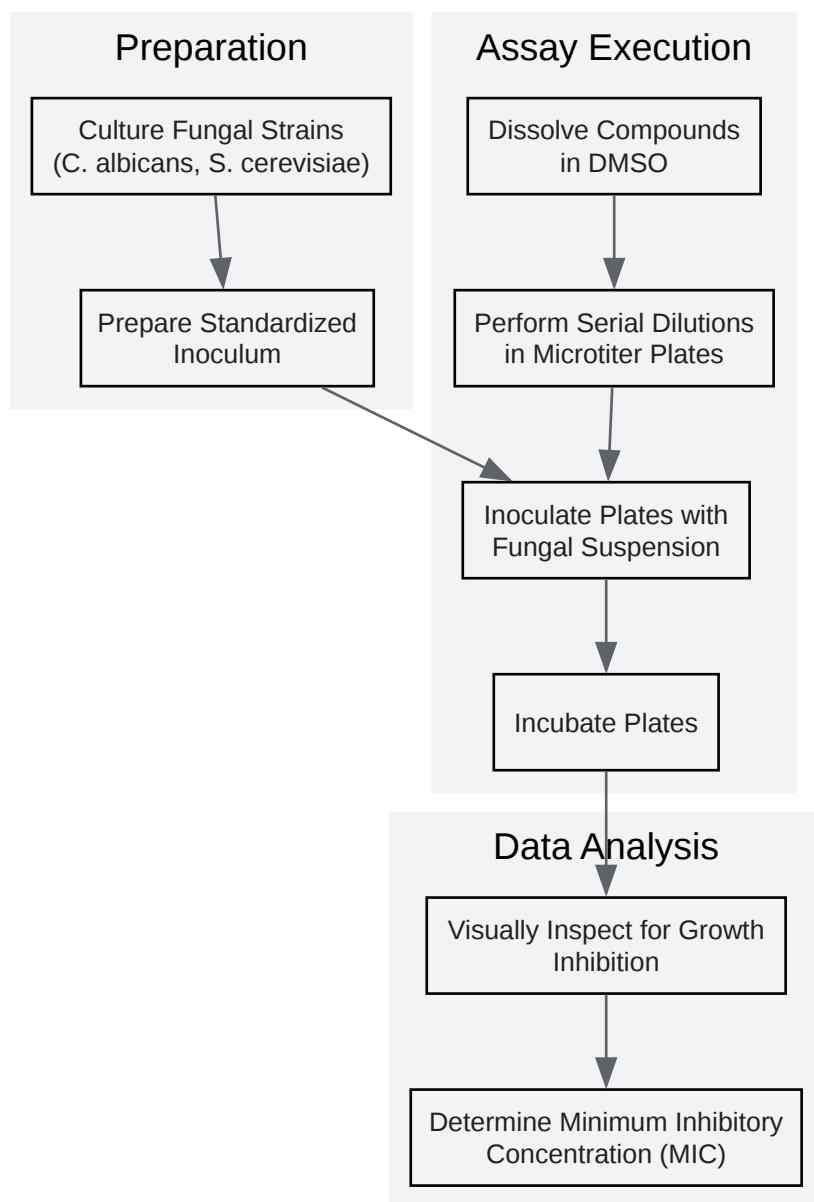 Preparation
Culture Fungal Strains
(C. albicans, S. cerevisiae)
Prepare Standardized
Inoculum
Assay Execution
Dissolve Compounds
in DMSO
Perform Serial Dilutions
in Microtiter Plates
Inoculate Plates with
Fungal Suspension
Incubate Plates
Data Analysis
Visually Inspect for Growth
Inhibition
Determine Minimum Inhibitory
Concentration (MIC)